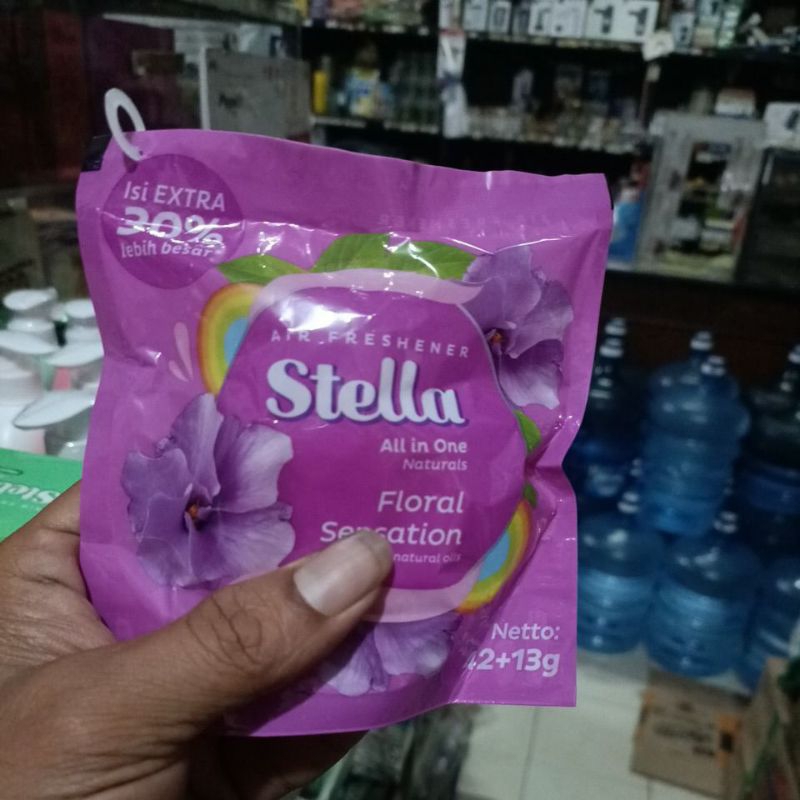 Isi EXTRA
30%
lebih besar
AIR FRESHENER
Stella
All in One
Naturals
Floral
Sensation
natural oils
Netto:
42+13g